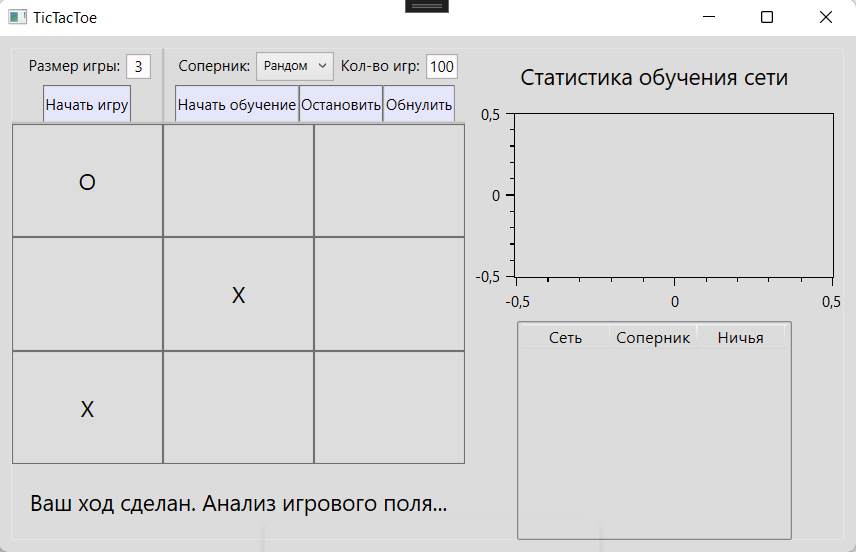 TicTacToe
Размер игры: 3
Соперник: Рандом Кол-во игр: 100
Начать игру
Начать обучение Остановить Обнулить
O
X
X
Ваш ход сделан. Анализ игрового поля...
Статистика обучения сети
0,5
0
-0,5
-0,5 0 0,5
Сеть Соперник Ничья